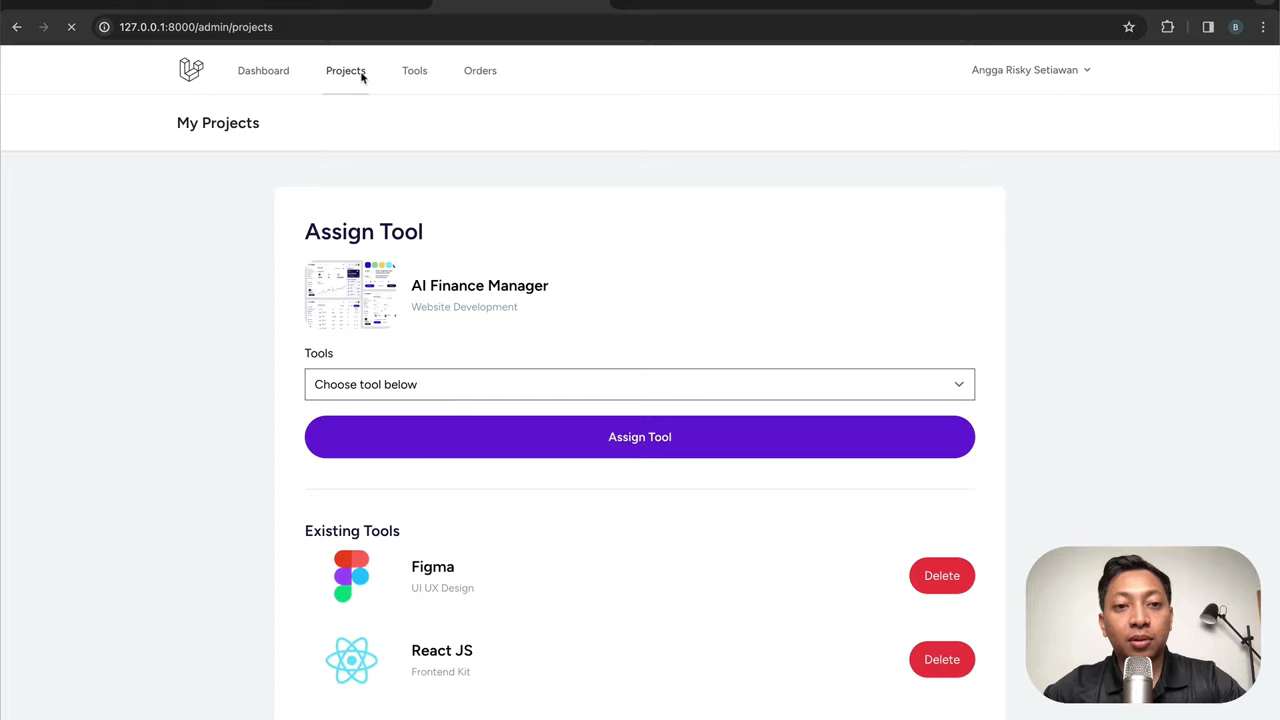 127.0.0.1:8000/admin/projects
B
Dashboard
Projects
Tools
Orders
Angga Risky Setiawan
My Projects
Assign Tool
AI Finance Manager
Website Development
Tools
Choose tool below
Assign Tool
Existing Tools
Figma
UI UX Design
Delete
React JS
Frontend Kit
Delete